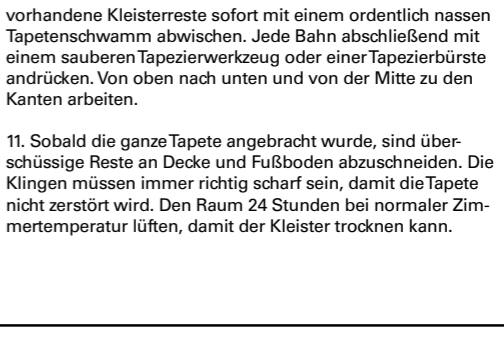 vorhandene Kleisterreste sofort mit einem ordentlich nassen
Tapetenschwamm abwischen. Jede Bahn abschließend mit
einem sauberen Tapezierwerkzeug oder einer Tapezierbürste
andrücken. Von oben nach unten und von der Mitte zu den
Kanten arbeiten.
11. Sobald die ganze Tapete angebracht wurde, sind über-
schüssige Reste an Decke und Fußboden abzuschneiden. Die
Klingen müssen immer richtig scharf sein, damit die Tapete
nicht zerstört wird. Den Raum 24 Stunden bei normaler Zim-
mertemperatur lüften, damit der Kleister trocknen kann.